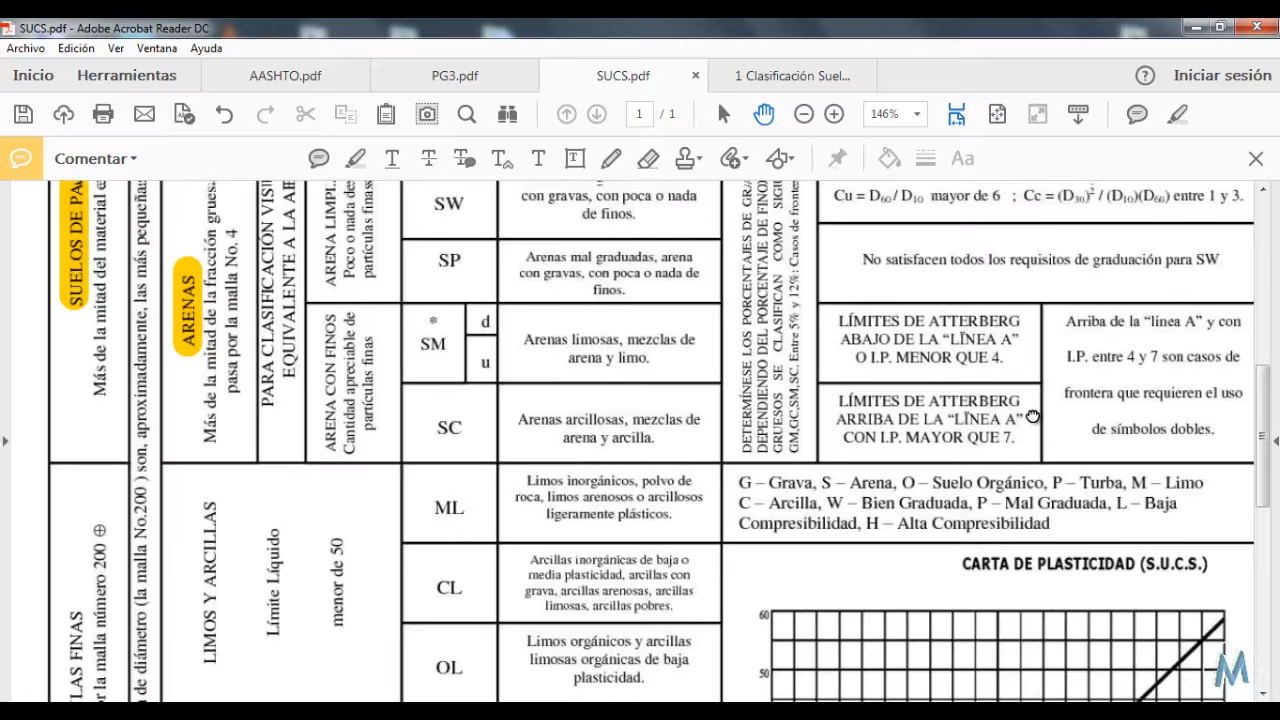 SUCS.pdf - Adobe Acrobat Reader DC
Archivo Edición Ver Ventana Ayuda
Inicio Herramientas AASHTO.pdf PG3.pdf SUCS.pdf × 1 Clasificación Suel... Iniciar sesión
1 / 1 146%
Comentar
SUELOS DE
Más de la mitad del material
de diámetro (la malla No.200 ) son, aproximadamente, las más pequeñas
ARENAS
Más de la mitad de la fracción
pasa por la malla No. 4
PARA CLASIFICACIÓN
EQUIVALENTE A LA
ARENA
Poco o nada de
partículas finas
SW
con gravas, con poca o nada
de finos.
SP
Arenas mal graduadas, arena
con gravas, con poca o nada de
finos.
ARENA CON FINOS
Cantidad apreciable de
partículas finas
*
SM
d
u
Arenas limosas, mezclas de
arena y limo.
SC
Arenas arcillosas, mezclas de
arena y arcilla.
DETERMÍNESE LOS PORCENTAJES DE
DEPENDIENDO DEL PORCENTAJE DE
GRUESOS SE CLASIFICAN COMO
GM,GC,SM,SC. Entre 5% y 12%: Casos de
Cu = D60 / D10 mayor de 6 ; Cc = (D30)2 / (D10)(D60) entre 1 y 3.
No satisfacen todos los requisitos de graduación para SW
LÍMITES DE ATTERBERG
ABAJO DE LA “LÍNEA A”
O I.P. MENOR QUE 4.
LÍMITES DE ATTERBERG
ARRIBA DE LA “LÍNEA A”
CON I.P. MAYOR QUE 7.
Arriba de la “línea A” y con
I.P. entre 4 y 7 son casos de
frontera que requieren el uso
de símbolos dobles.
FINAS
por la malla número 200 ⊕
LIMOS Y ARCILLAS
Límite Líquido
menor de 50
ML
Limos inorgánicos, polvo de
roca, limos arenosos o arcillosos
ligeramente plásticos.
CL
Arcillas inorgánicas de baja o
media plasticidad, arcillas con
grava, arcillas arenosas, arcillas
limosas, arcillas pobres.
OL
Limos orgánicos y arcillas
limosas orgánicas de baja
plasticidad.
G – Grava, S – Arena, O – Suelo Orgánico, P – Turba, M – Limo
C – Arcilla, W – Bien Graduada, P – Mal Graduada, L – Baja
Compresibilidad, H – Alta Compresibilidad
CARTA DE PLASTICIDAD (S.U.C.S.)
60
50
M